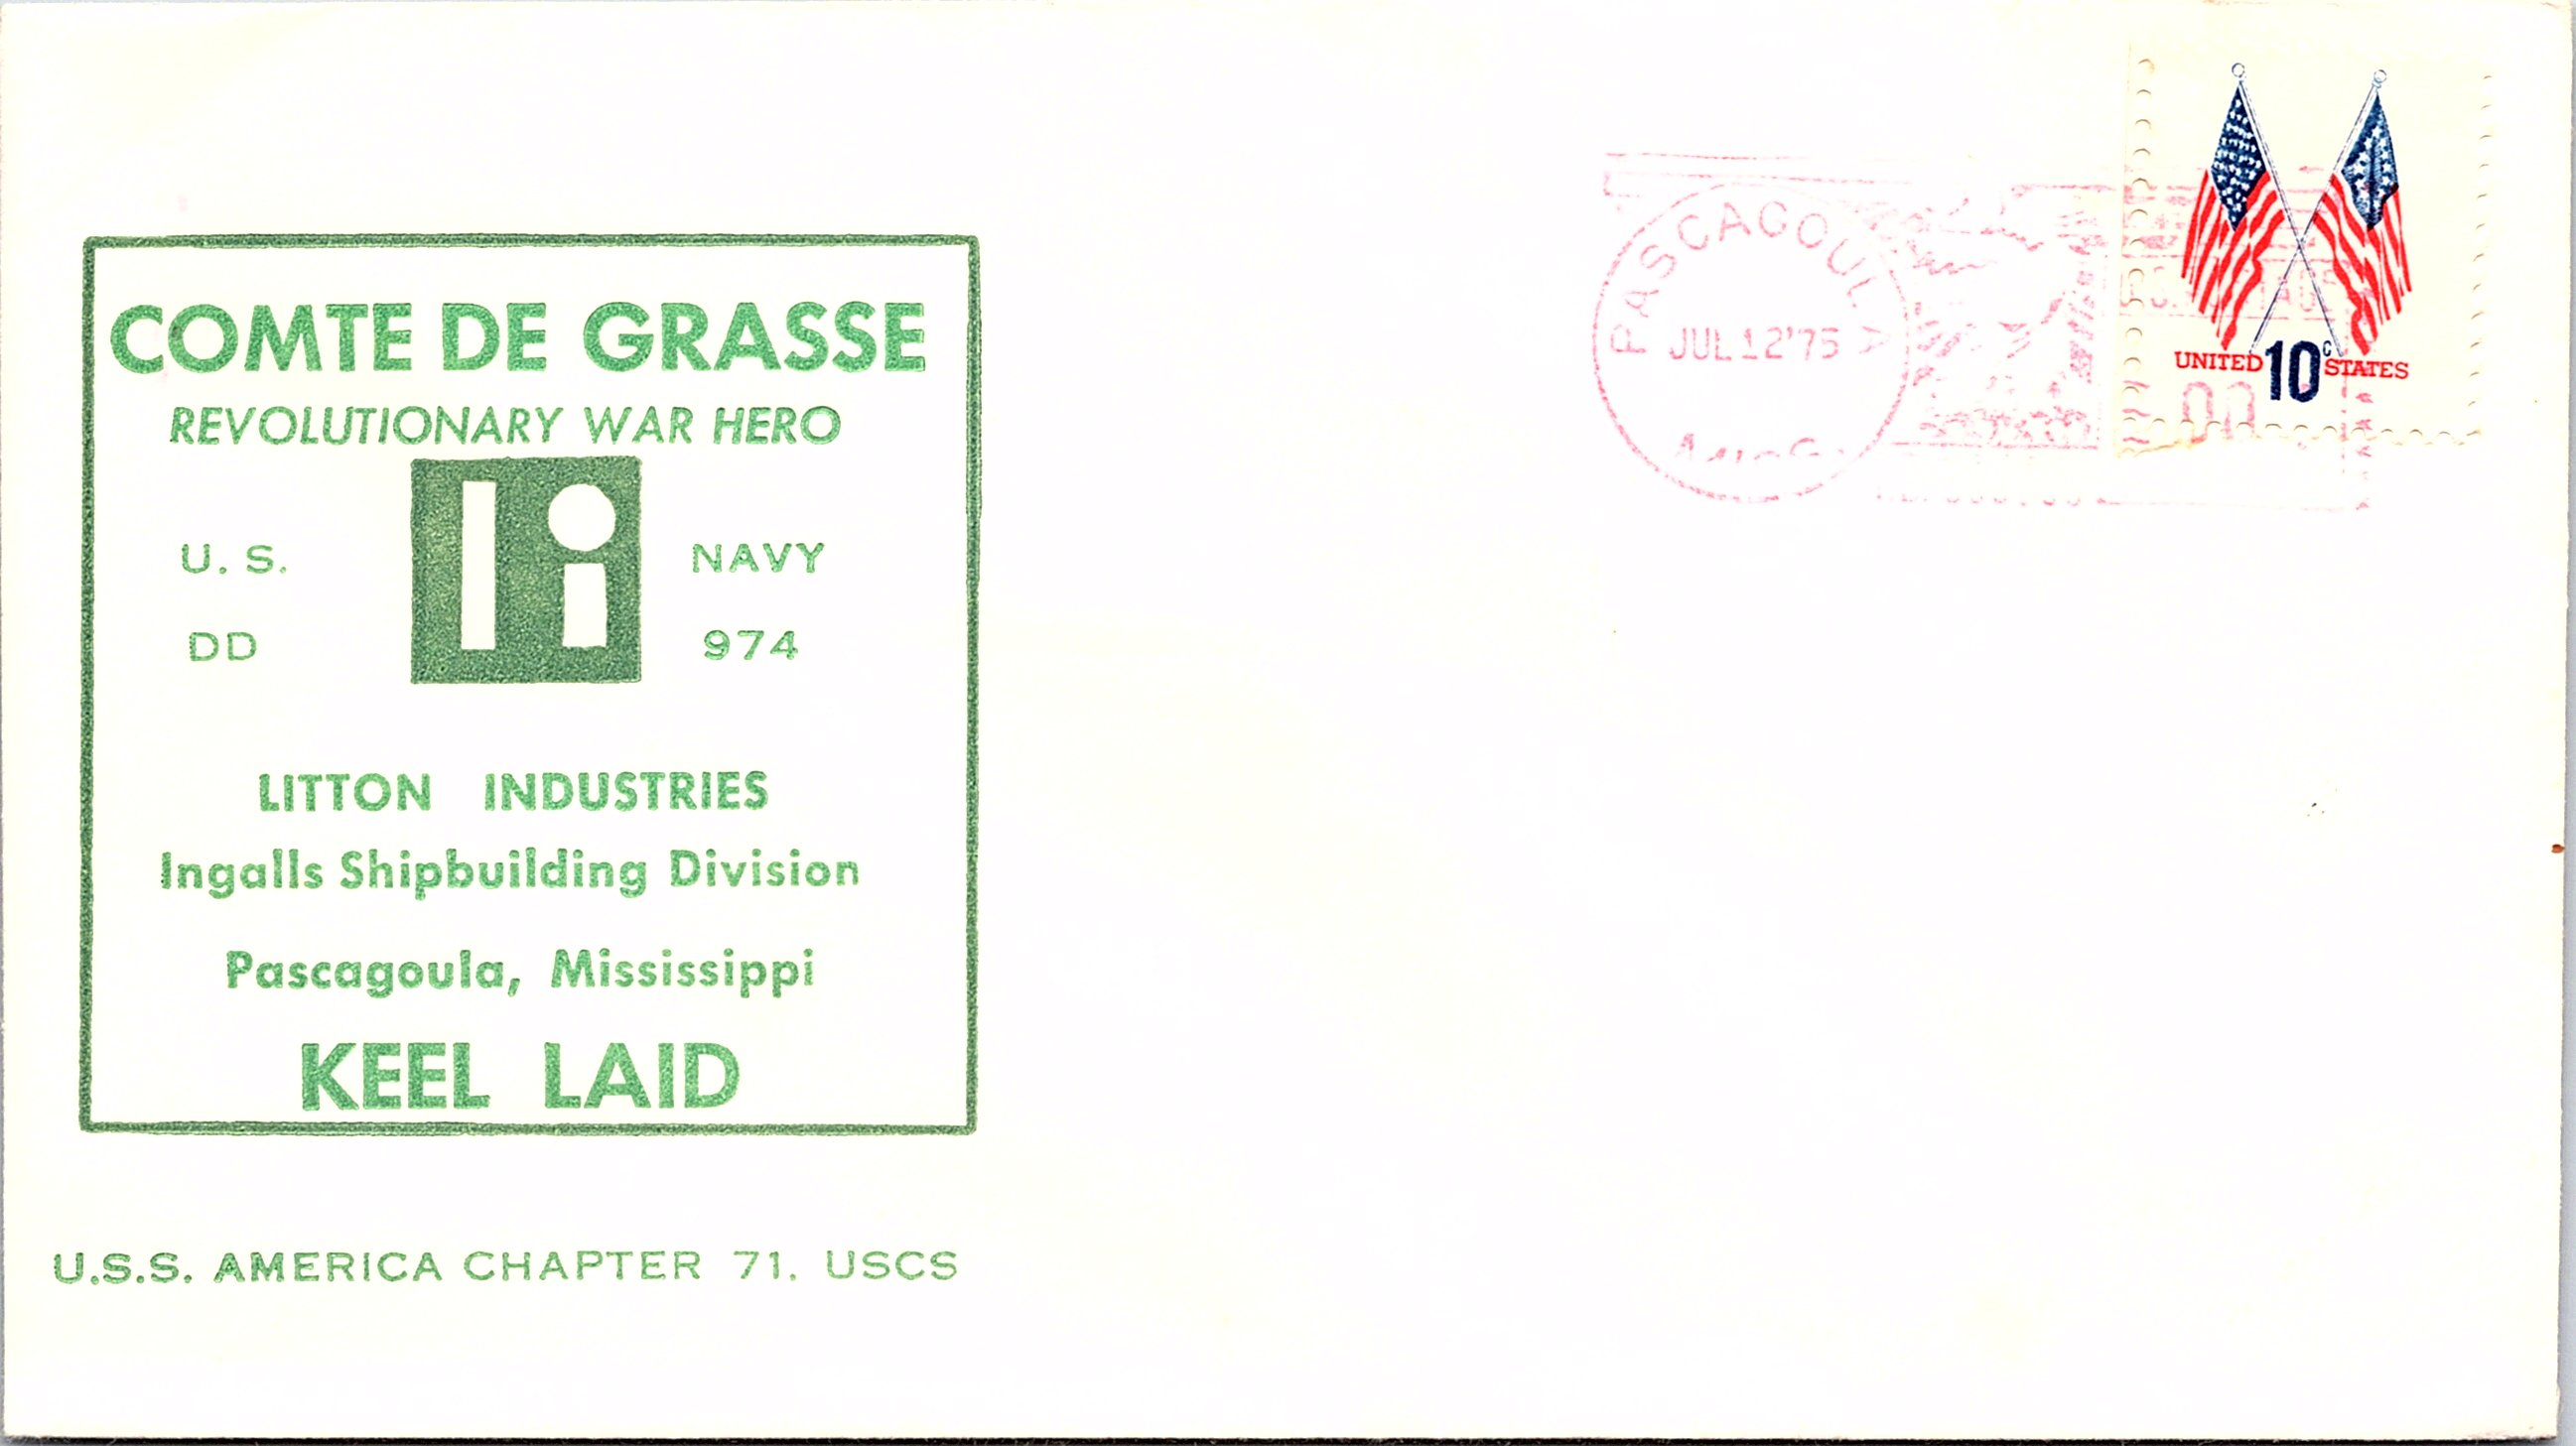 COMTE DE GRASSE
REVOLUTIONARY WAR HERO
li
U. S. NAVY
DD 974
LITTON INDUSTRIES
Ingalls Shipbuilding Division
Pascagoula, Mississippi
KEEL LAID
U.S.S. AMERICA CHAPTER 71. USCS
PASCAGOULA
JUL 12 '75
UNITED 10c STATES